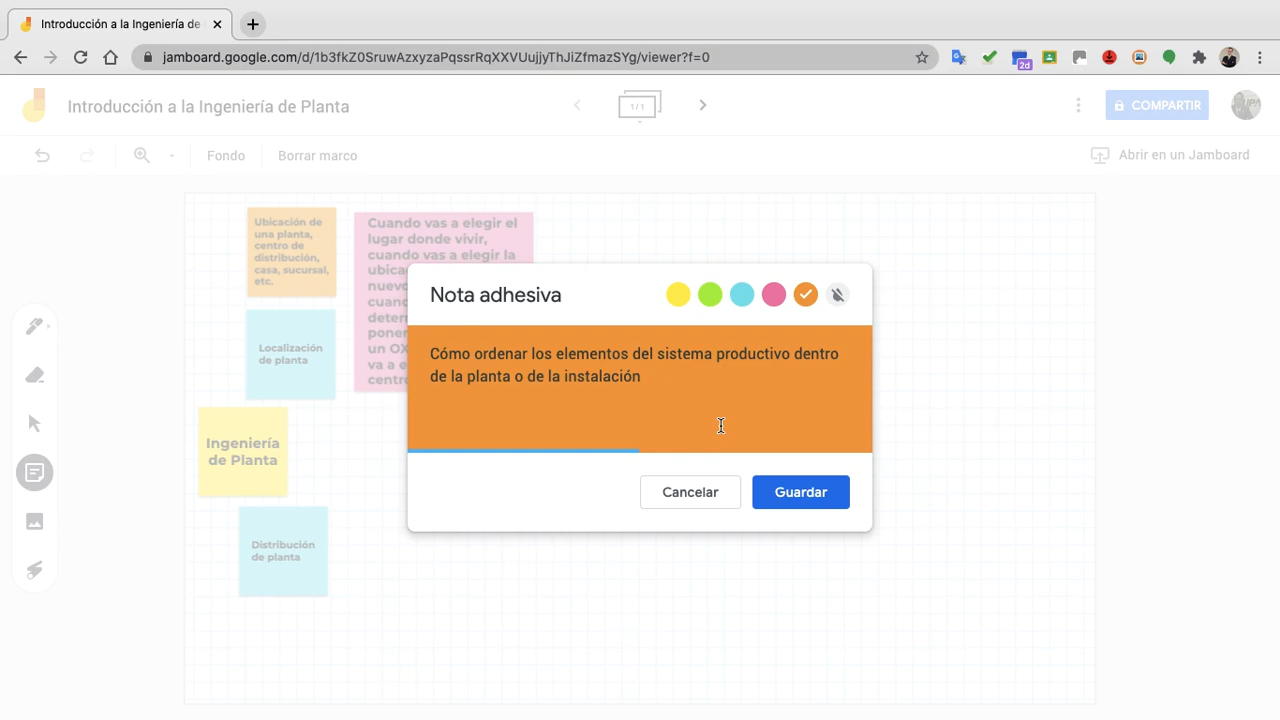 Introducción a la Ingeniería de
jamboard.google.com/d/1b3fkZ0SruwAzxyzaPqssrRqXXVUujjyThJiZfmazSYg/viewer?f=0
2d
Introducción a la Ingeniería de Planta
1/1
COMPARTIR
Fondo
Borrar marco
Abrir en un Jamboard
Ubicación de
una planta,
centro de
distribución,
casa, sucursal,
etc.
Cuando vas a elegir el
lugar donde vivir,
cuando vas a elegir la
Localización
de planta
Ingeniería
de Planta
Distribución
de planta
Nota adhesiva
Cómo ordenar los elementos del sistema productivo dentro
de la planta o de la instalación
Cancelar
Guardar